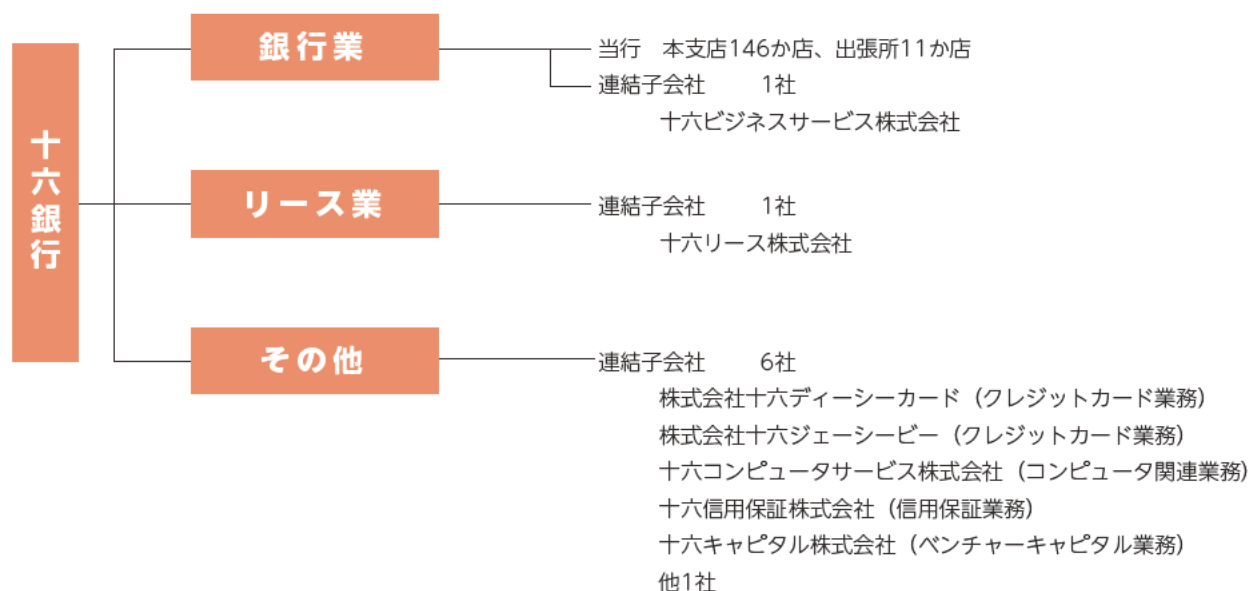 十六銀行
銀行業
当行 本支店146か店、出張所11か店
連結子会社 1社
十六ビジネスサービス株式会社
リース業
連結子会社 1社
十六リース株式会社
その他
連結子会社 6社
株式会社十六ディーシーカード（クレジットカード業務）
株式会社十六ジェーシービー（クレジットカード業務）
十六コンピュータサービス株式会社（コンピュータ関連業務）
十六信用保証株式会社（信用保証業務）
十六キャピタル株式会社（ベンチャーキャピタル業務）
他1社